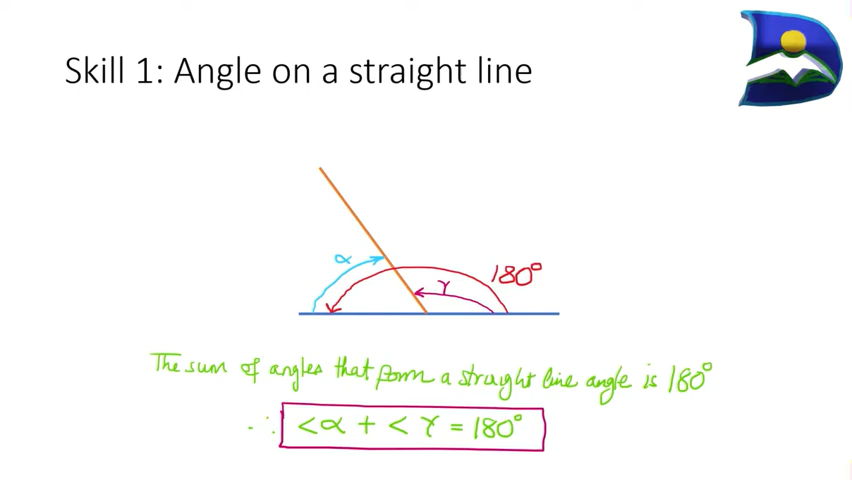 Skill 1: Angle on a straight line
α
180°
γ
The sum of angles that form a straight line angle is 180°
∴ <α + <γ = 180°